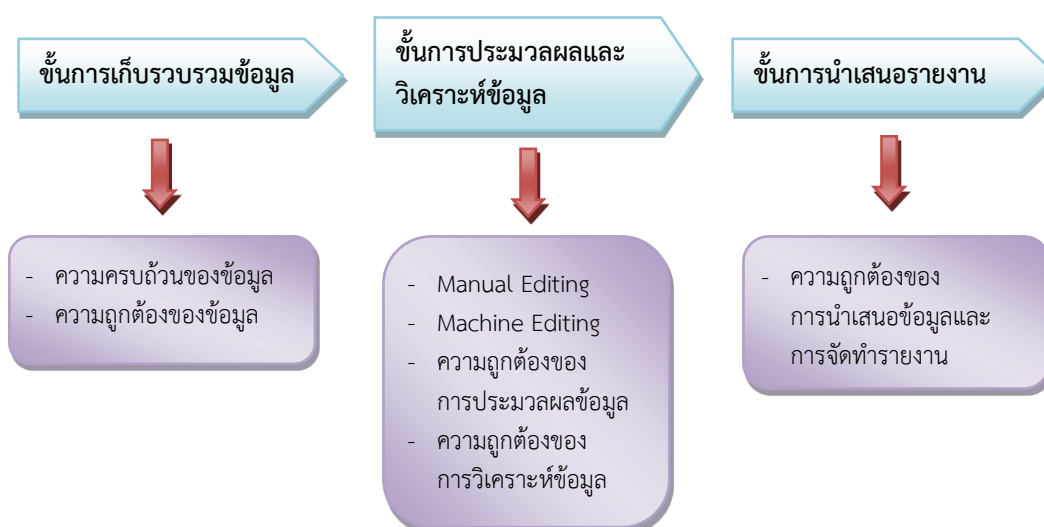 ขั้นการเก็บรวบรวมข้อมูล
ขั้นการประมวลผลและ
วิเคราะห์ข้อมูล
ขั้นการนำเสนอรายงาน
- ความครบถ้วนของข้อมูล
- ความถูกต้องของข้อมูล
- Manual Editing
- Machine Editing
- ความถูกต้องของ
การประมวลผลข้อมูล
- ความถูกต้องของ
การวิเคราะห์ข้อมูล
- ความถูกต้องของ
การนำเสนอข้อมูลและ
การจัดทำรายงาน